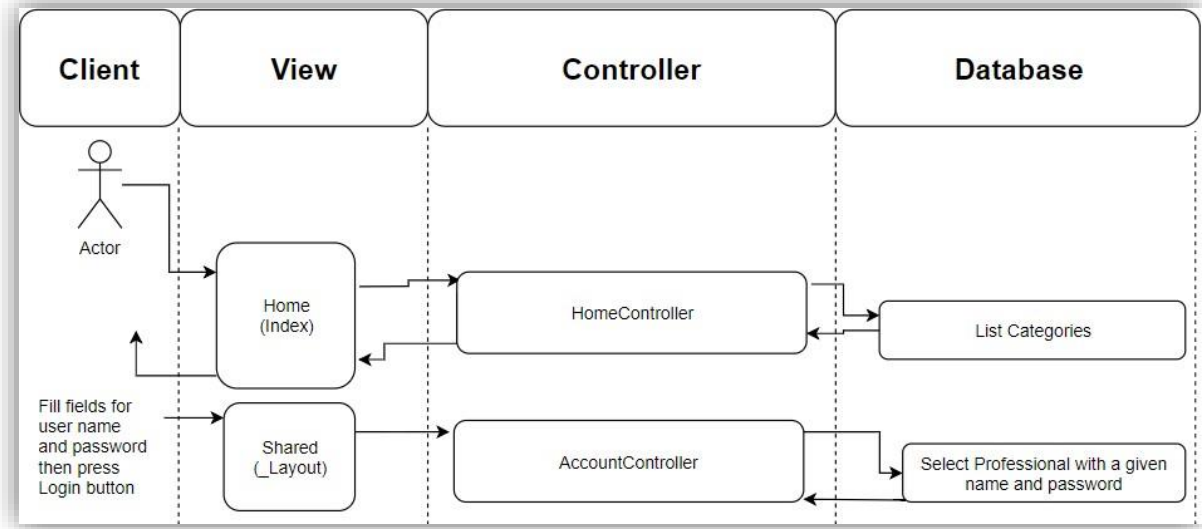 Client
View
Controller
Database
Actor
Home
(Index)
HomeController
List Categories
Fill fields for
user name
and password
then press
Login button
Shared
(_Layout)
AccountController
Select Professional with a given
name and password